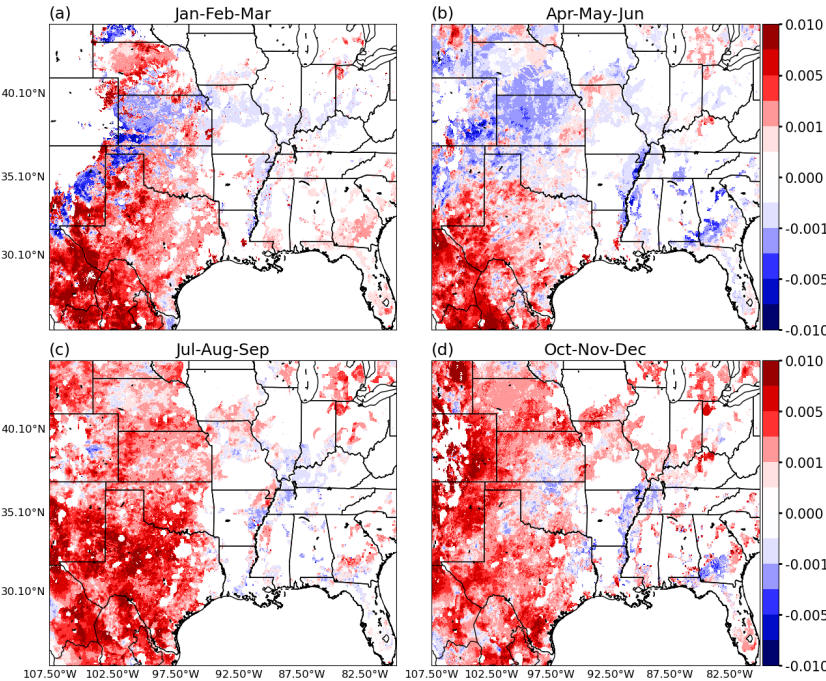 (a) Jan-Feb-Mar
(b) Apr-May-Jun
40.10°N
35.10°N
30.10°N
0.010
0.005
0.001
0.000
-0.001
-0.005
-0.010
(c) Jul-Aug-Sep
(d) Oct-Nov-Dec
40.10°N
35.10°N
30.10°N
0.010
0.005
0.001
0.000
-0.001
-0.005
-0.010
107.50°W 102.50°W 97.50°W 92.50°W 87.50°W 82.50°W
107.50°W 102.50°W 97.50°W 92.50°W 87.50°W 82.50°W